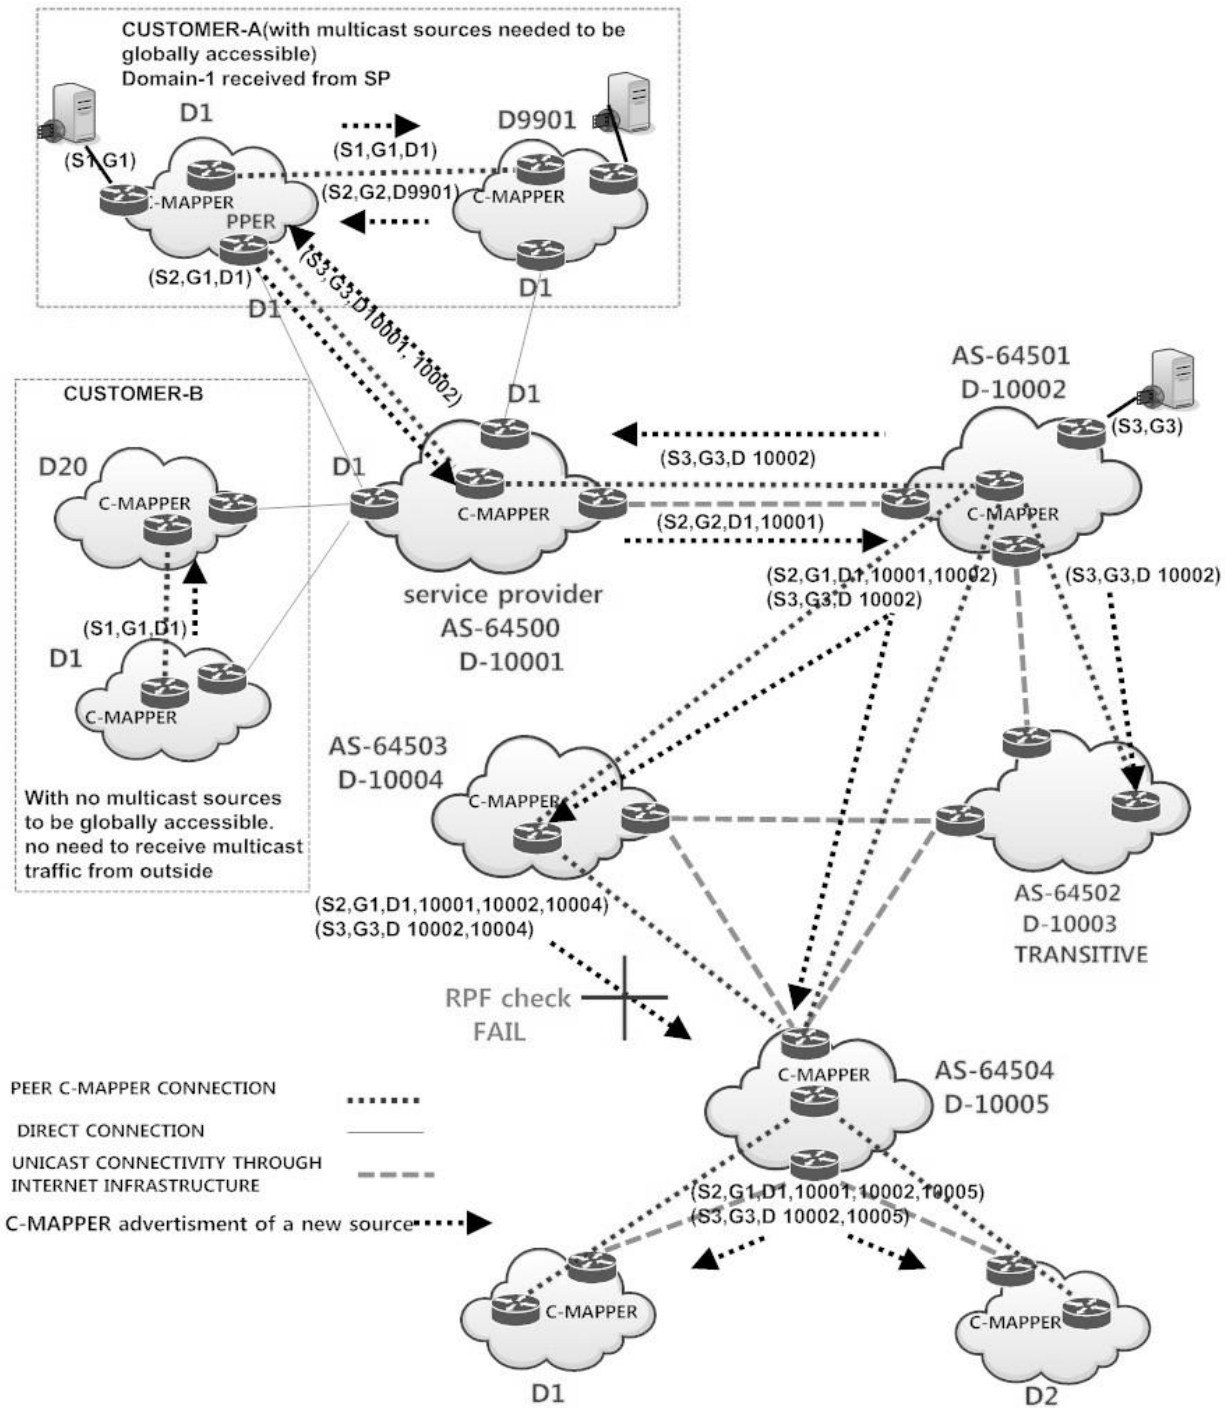 CUSTOMER-A(with multicast sources needed to be
globally accessible)
Domain-1 received from SP
D1
D9901
(S1,G1)
(S1,G1,D1)
(S2,G2,D9901)
C-MAPPER
C-MAPPER
PPER
(S2,G1,D1)
D1
D1
(S3,G3,D10001, 10002)
CUSTOMER-B
D20
C-MAPPER
D1
D1
AS-64501
D-10002
(S3,G3)
(S3,G3,D 10002)
C-MAPPER
C-MAPPER
(S2,G2,D1,10001)
service provider
AS-64500
D-10001
(S2,G1,D1,10001,10002)
(S3,G3,D 10002)
(S3,G3,D 10002)
(S1,G1,D1)
D1
C-MAPPER
With no multicast sources
to be globally accessible.
no need to receive multicast
traffic from outside
AS-64503
D-10004
C-MAPPER
(S2,G1,D1,10001,10002,10004)
(S3,G3,D 10002,10004)
AS-64502
D-10003
TRANSITIVE
RPF check
FAIL
C-MAPPER
AS-64504
D-10005
PEER C-MAPPER CONNECTION
DIRECT CONNECTION
UNICAST CONNECTIVITY THROUGH
INTERNET INFRASTRUCTURE
C-MAPPER advertisment of a new source
(S2,G1,D1,10001,10002,10005)
(S3,G3,D 10002,10005)
C-MAPPER
C-MAPPER
D1
D2